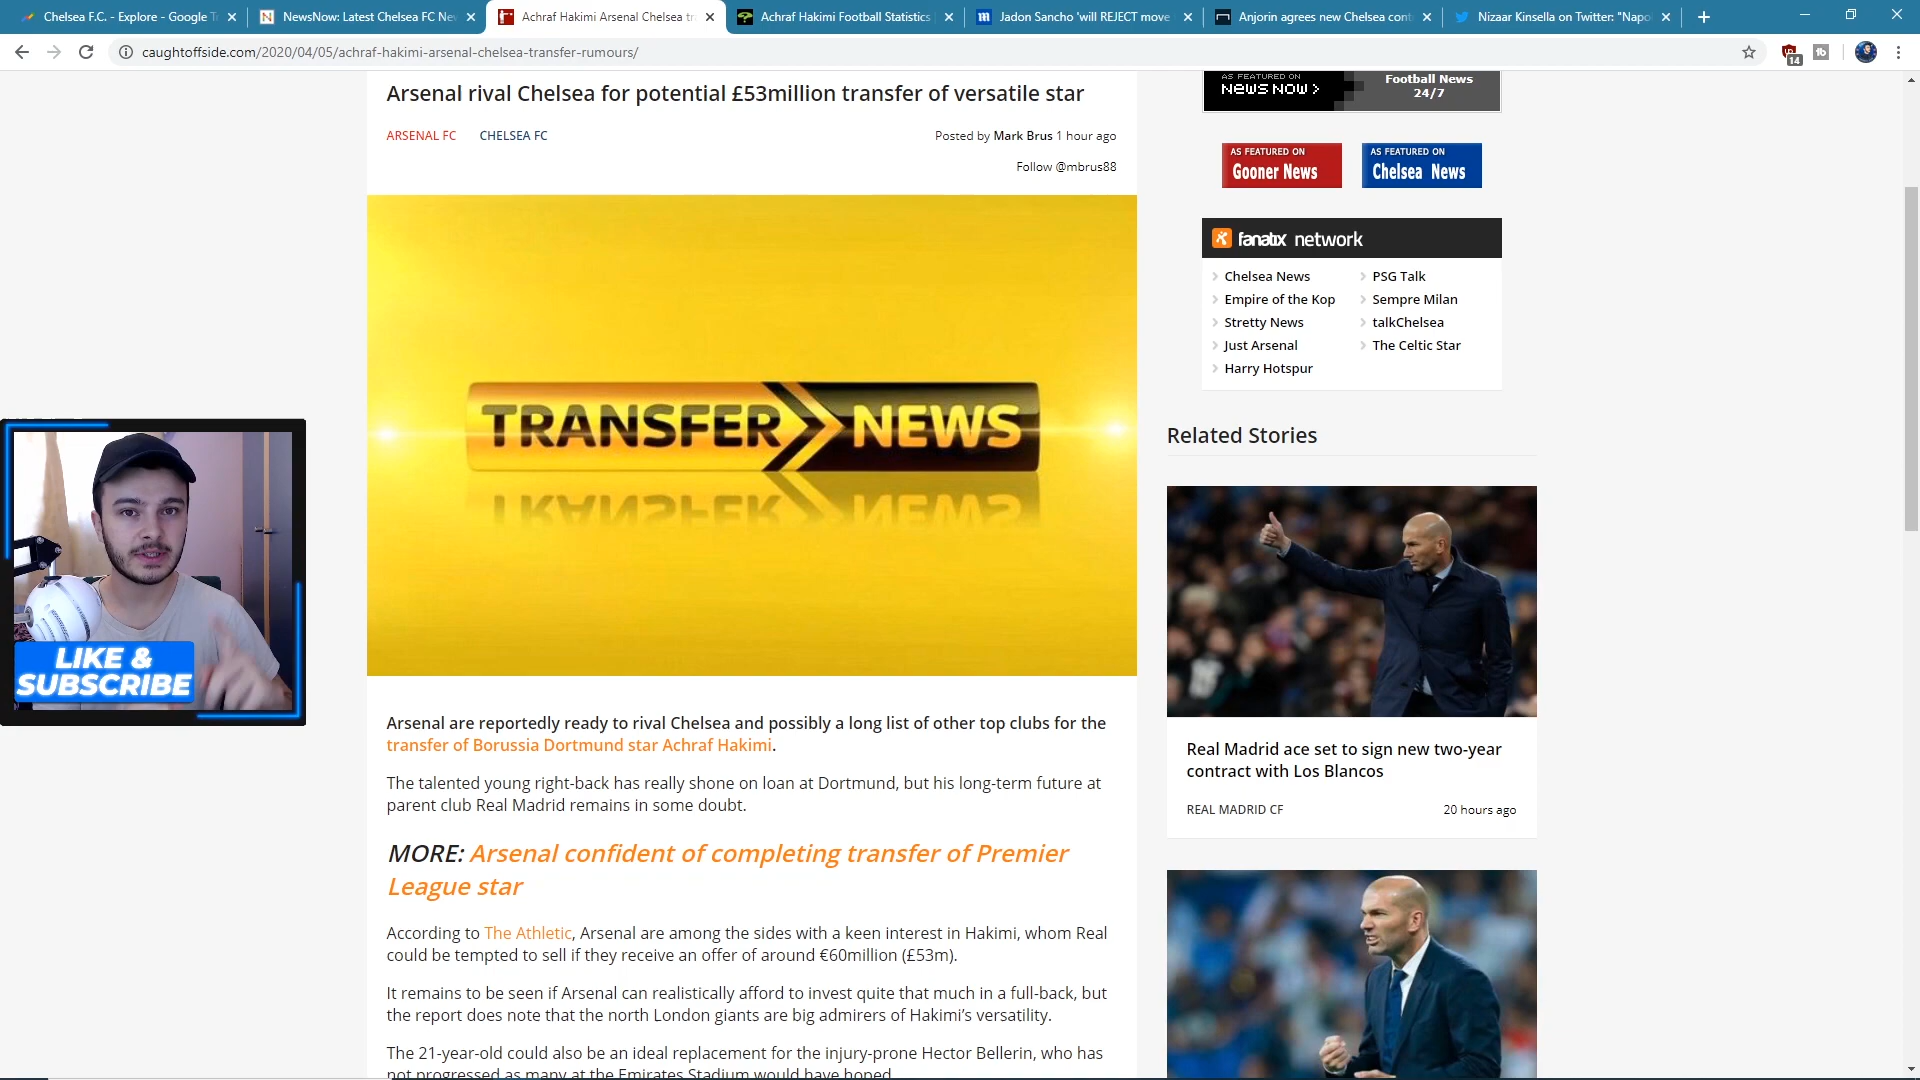 Chelsea F.C. - Explore - Google T
NewsNow: Latest Chelsea FC Ne
Achraf Hakimi Arsenal Chelsea tr
Achraf Hakimi Football Statistics
Jadon Sancho 'will REJECT move
Anjorin agrees new Chelsea cont
Nizaar Kinsella on Twitter: "Napo
caughtoffside.com/2020/04/05/achraf-hakimi-arsenal-chelsea-transfer-rumours/
14
Arsenal rival Chelsea for potential £53million transfer of versatile star
ARSENAL FC CHELSEA FC
Posted by Mark Brus 1 hour ago
Follow @mbrus88
TRANSFER NEWS
LIKE &
SUBSCRIBE
Arsenal are reportedly ready to rival Chelsea and possibly a long list of other top clubs for the
transfer of Borussia Dortmund star Achraf Hakimi.
The talented young right-back has really shone on loan at Dortmund, but his long-term future at
parent club Real Madrid remains in some doubt.
MORE: Arsenal confident of completing transfer of Premier
League star
According to The Athletic, Arsenal are among the sides with a keen interest in Hakimi, whom Real
could be tempted to sell if they receive an offer of around €60million (£53m).
It remains to be seen if Arsenal can realistically afford to invest quite that much in a full-back, but
the report does note that the north London giants are big admirers of Hakimi's versatility.
The 21-year-old could also be an ideal replacement for the injury-prone Hector Bellerin, who has
not progressed as many at the Emirates Stadium would have hoped.
AS FEATURED ON
NEWS NOW >
Football News
24/7
AS FEATURED ON
Gooner News
AS FEATURED ON
Chelsea News
fanatix network
Chelsea News
PSG Talk
Empire of the Kop
Sempre Milan
Stretty News
talkChelsea
Just Arsenal
The Celtic Star
Harry Hotspur
Related Stories
Real Madrid ace set to sign new two-year
contract with Los Blancos
REAL MADRID CF
20 hours ago